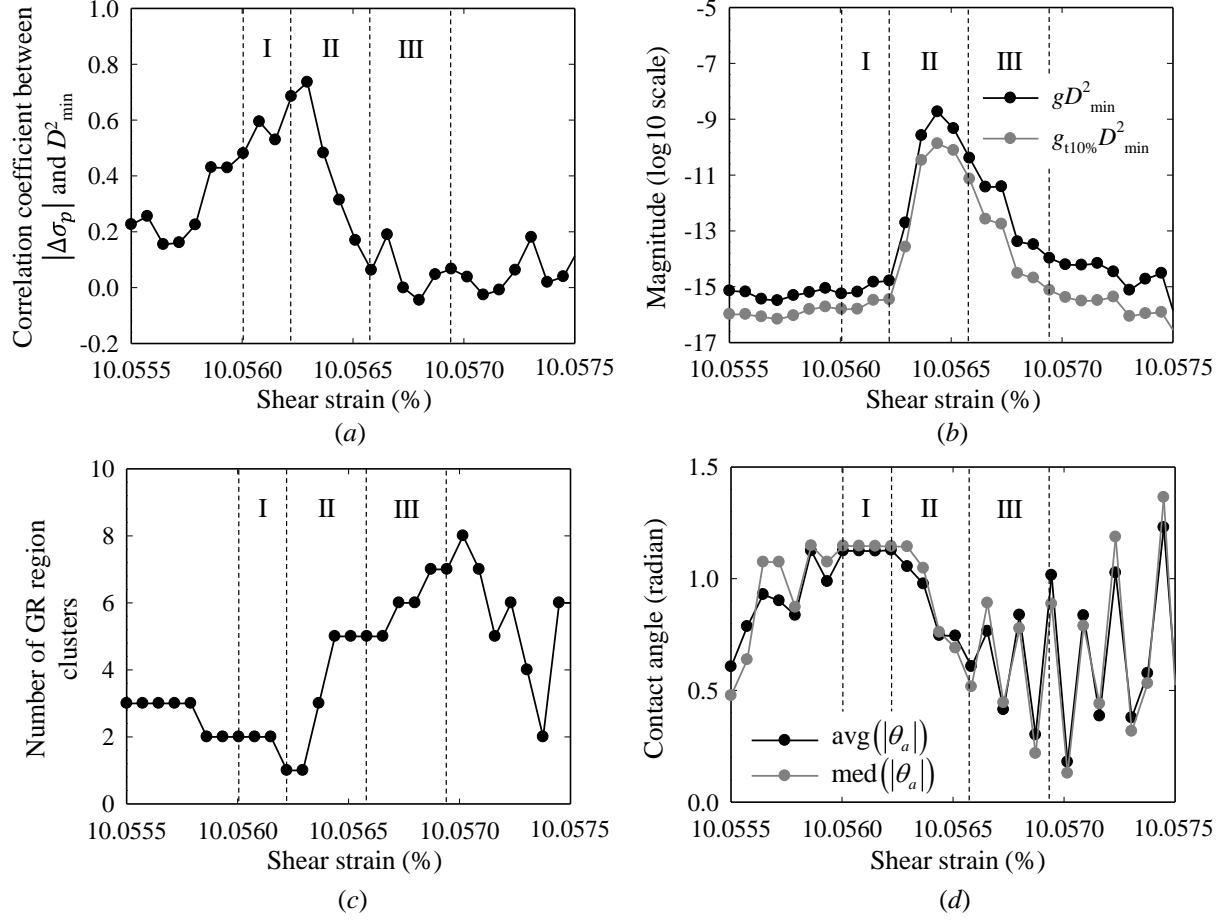 Correlation coefficient between
|Δσp| and D²min
1.0
0.8
0.6
0.4
0.2
0.0
-0.2
I II III
10.0555 10.0560 10.0565 10.0570 10.0575
Shear strain (%)
(a)
Magnitude (log10 scale)
-5
-7
-9
-11
-13
-15
-17
I II III
gD²min
gt10%D²min
10.0555 10.0560 10.0565 10.0570 10.0575
Shear strain (%)
(b)
Number of GR region
clusters
10
8
6
4
2
0
I II III
10.0555 10.0560 10.0565 10.0570 10.0575
Shear strain (%)
(c)
Contact angle (radian)
1.5
1.0
0.5
0.0
I II III
avg(|θa|)
med(|θa|)
10.0555 10.0560 10.0565 10.0570 10.0575
Shear strain (%)
(d)